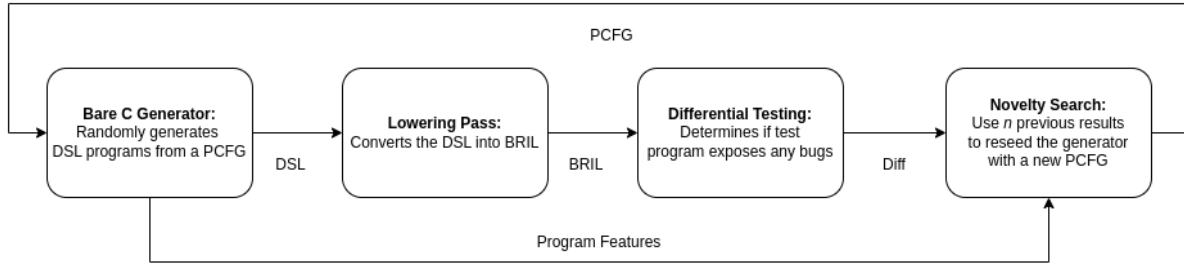 PCFG
Bare C Generator:
Randomly generates
DSL programs from a PCFG
DSL
Lowering Pass:
Converts the DSL into BRIL
BRIL
Differential Testing:
Determines if test
program exposes any bugs
Diff
Novelty Search:
Use n previous results
to reseed the generator
with a new PCFG
Program Features